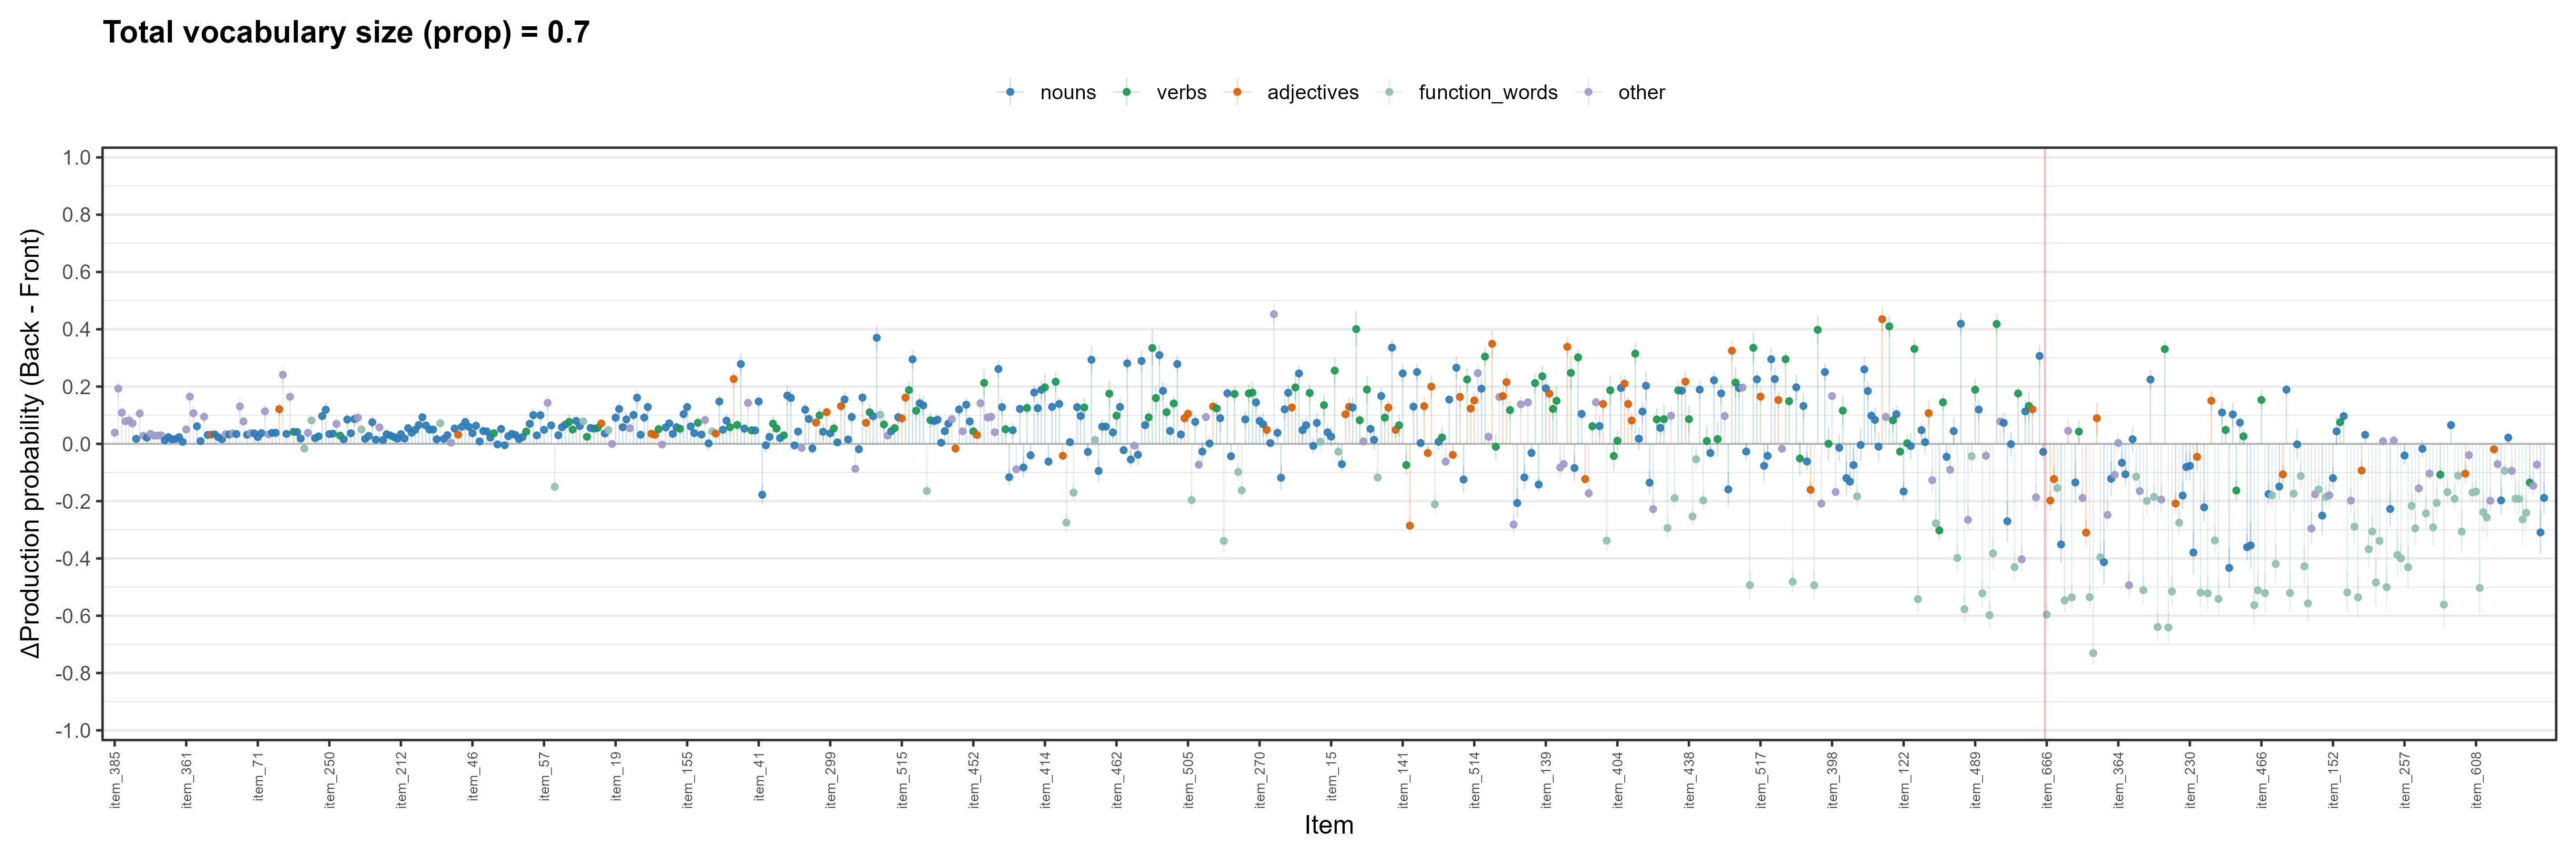 Total vocabulary size (prop) = 0.7
nouns verbs adjectives function_words other
ΔProduction probability (Back - Front)
1.0
0.8
0.6
0.4
0.2
0.0
-0.2
-0.4
-0.6
-0.8
-1.0
item_385 item_361 item_71 item_250 item_212 item_46 item_57 item_19 item_155 item_41 item_299 item_515 item_452 item_414 item_462 item_505 item_270 item_15 item_141 item_514 item_139 item_404 item_438 item_517 item_398 item_122 item_489 item_666 item_364 item_230 item_466 item_152 item_257 item_608
Item